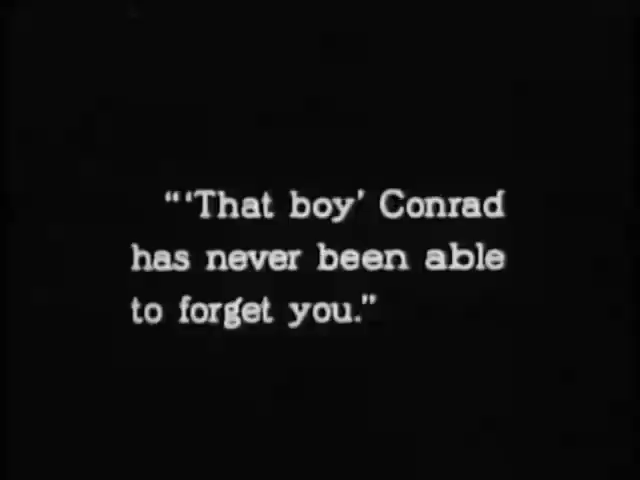 “‘That boy’ Conrad
has never been able
to forget you.”